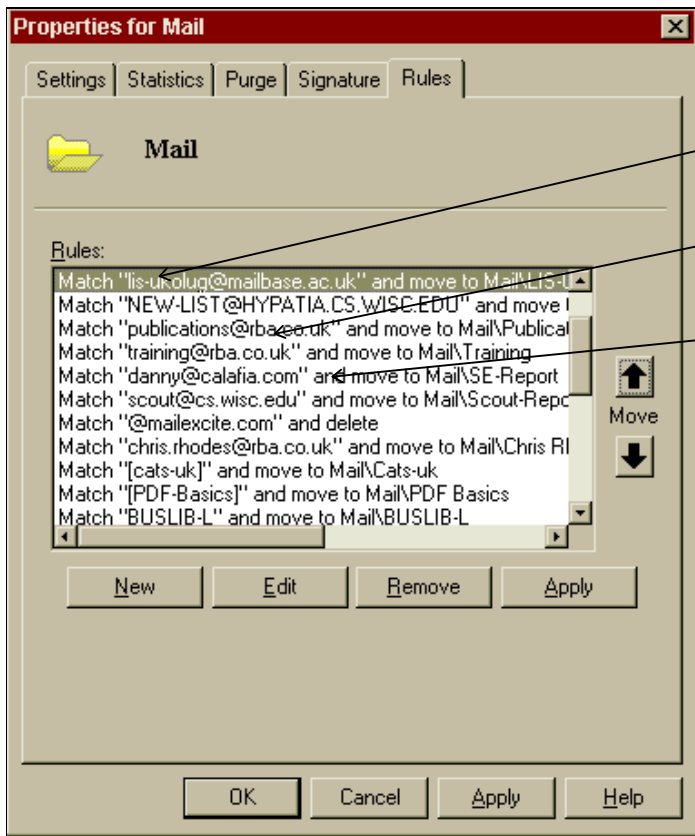 Properties for Mail
Settings Statistics Purge Signature Rules
Mail
Rules:
Match "lis-ukolug@mailbase.ac.uk" and move to Mail\LIS-U
Match "NEW-LIST@HYPATIA.CS.WISC.EDU" and move
Match "publications@rba.co.uk" and move to Mail\Publica
Match "training@rba.co.uk" and move to Mail\Training
Match "danny@calafia.com" and move to Mail\SE-Report
Match "scout@cs.wisc.edu" and move to Mail\Scout-Repo
Match "@mailexcite.com" and delete
Match "chris.rhodes@rba.co.uk" and move to Mail\Chris Rl
Match "[cats-uk]" and move to Mail\Cats-uk
Match "[PDF-Basics]" and move to Mail\PDF Basics
Match "BUSLIB-L" and move to Mail\BUSLIB-L
Move
New Edit Remove Apply
OK Cancel Apply Help